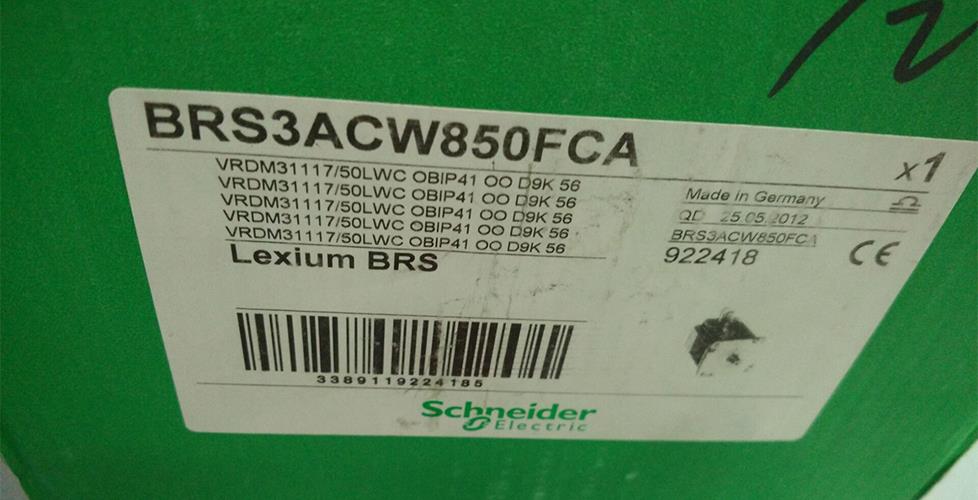 12
BRS3ACW850FCA
x1
VRDM31117/50LWC OBIP41 OO D9K 56
VRDM31117/50LWC OBIP41 OO D9K 56
VRDM31117/50LWC OBIP41 OO D9K 56
VRDM31117/50LWC OBIP41 OO D9K 56
VRDM31117/50LWC OBIP41 OO D9K 56
Lexium BRS
Made in Germany
QD 25.05.2012
BRS3ACW850FCA
922418
CE
3389119224185
Schneider
Electric